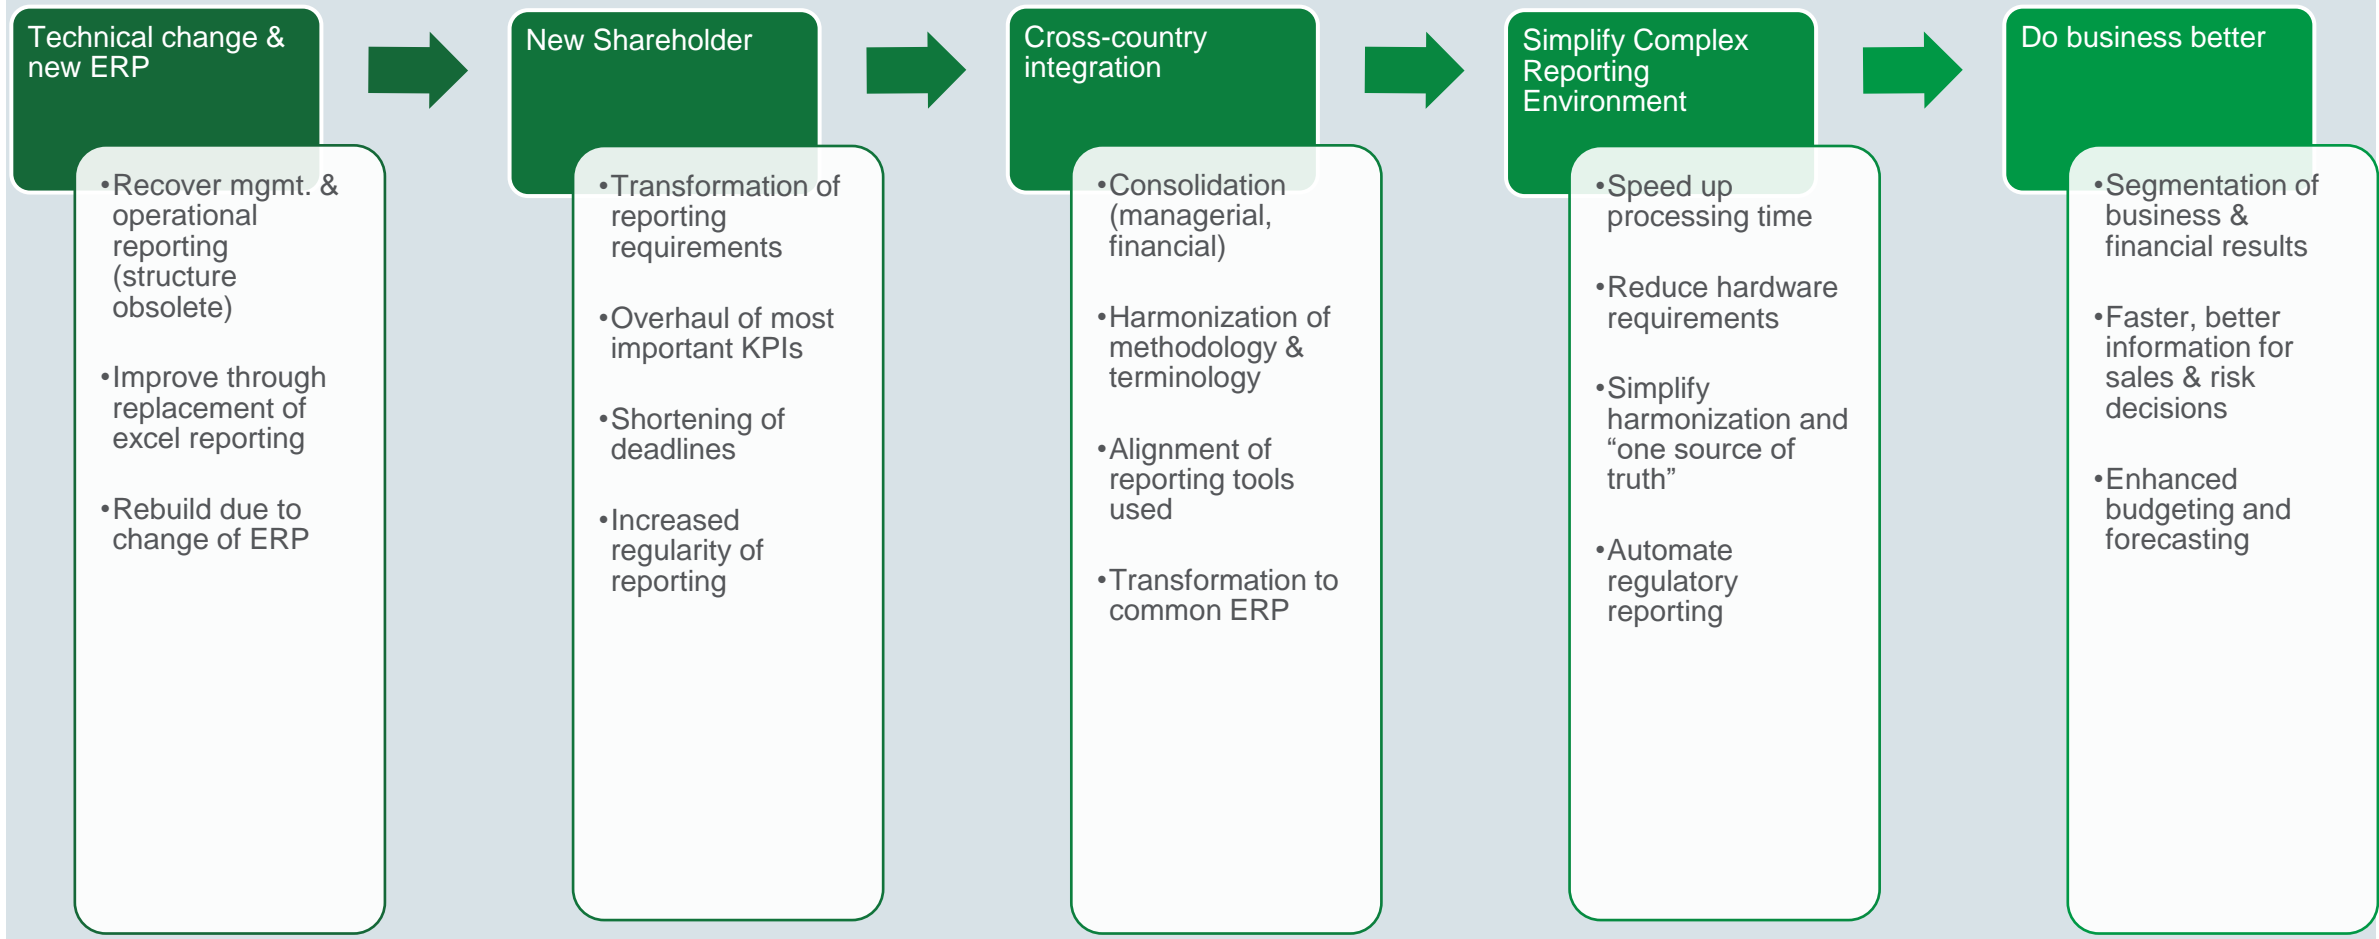 Technical change &
new ERP
•Recover mgmt. &
operational
reporting
(structure
obsolete)
•Improve through
replacement of
excel reporting
•Rebuild due to
change of ERP
New Shareholder
•Transformation of
reporting
requirements
•Overhaul of most
important KPIs
•Shortening of
deadlines
•Increased
regularity of
reporting
Cross-country
integration
•Consolidation
(managerial,
financial)
•Harmonization of
methodology &
terminology
•Alignment of
reporting tools
used
•Transformation to
common ERP
Simplify Complex
Reporting
Environment
•Speed up
processing time
•Reduce hardware
requirements
•Simplify
harmonization and
“one source of
truth”
•Automate
regulatory
reporting
Do business better
•Segmentation of
business &
financial results
•Faster, better
information for
sales & risk
decisions
•Enhanced
budgeting and
forecasting